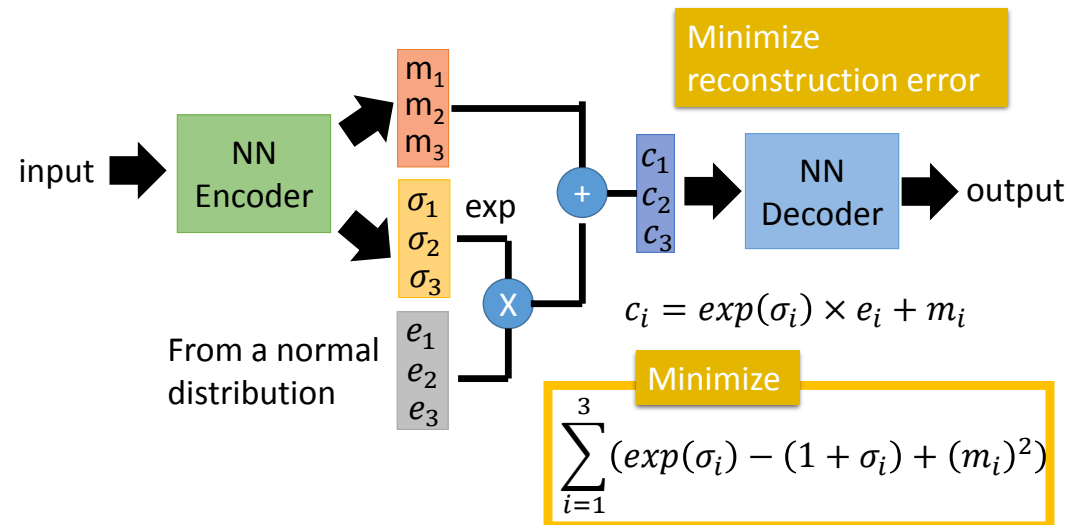 Minimize
reconstruction error
input
NN
Encoder
m₁
m₂
m₃
σ₁
σ₂
σ₃
exp
X
+
e₁
e₂
e₃
From a normal
distribution
c₁
c₂
c₃
NN
Decoder
output
cᵢ = exp(σᵢ) × eᵢ + mᵢ
Minimize
3
∑ (exp(σᵢ) − (1 + σᵢ) + (mᵢ)²)
i=1